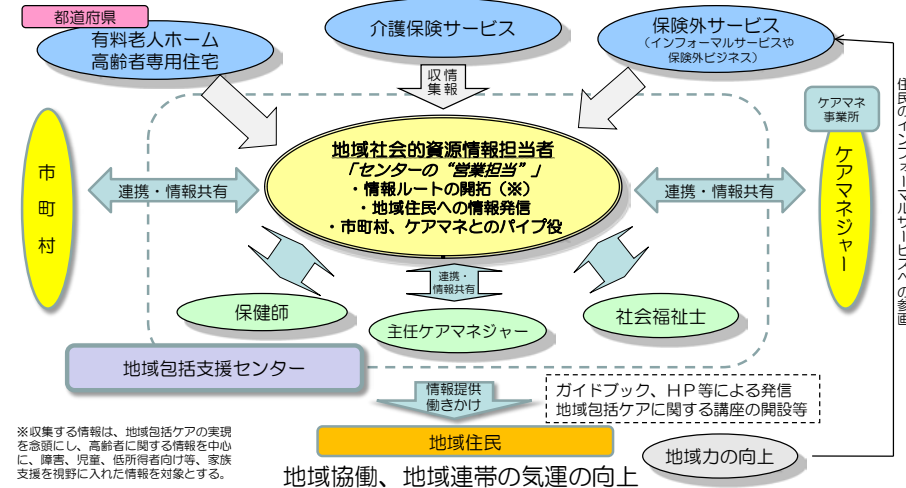 都道府県
有料老人ホーム
高齢者専用住宅
介護保険サービス
保険外サービス
（インフォーマルサービスや
保険外ビジネス）
情報
収集
地域社会的資源情報担当者
「センターの“営業担当”」
・情報ルートの開拓（※）
・地域住民への情報発信
・市町村、ケアマネとのパイプ役
市町村
連携・情報共有
連携・情報共有
ケアマネ
事業所
ケアマネジャー
住民のインフォーマルサービスへの参画
連携・
情報共有
保健師
主任ケアマネジャー
社会福祉士
地域包括支援センター
情報提供
働きかけ
ガイドブック、ＨＰ等による発信
地域包括ケアに関する講座の開設等
※収集する情報は、地域包括ケアの実現
を念頭にし、高齢者に関する情報を中心
に、障害、児童、低所得者向け等、家族
支援を視野に入れた情報を対象とする。
地域住民
地域力の向上
地域協働、地域連帯の気運の向上